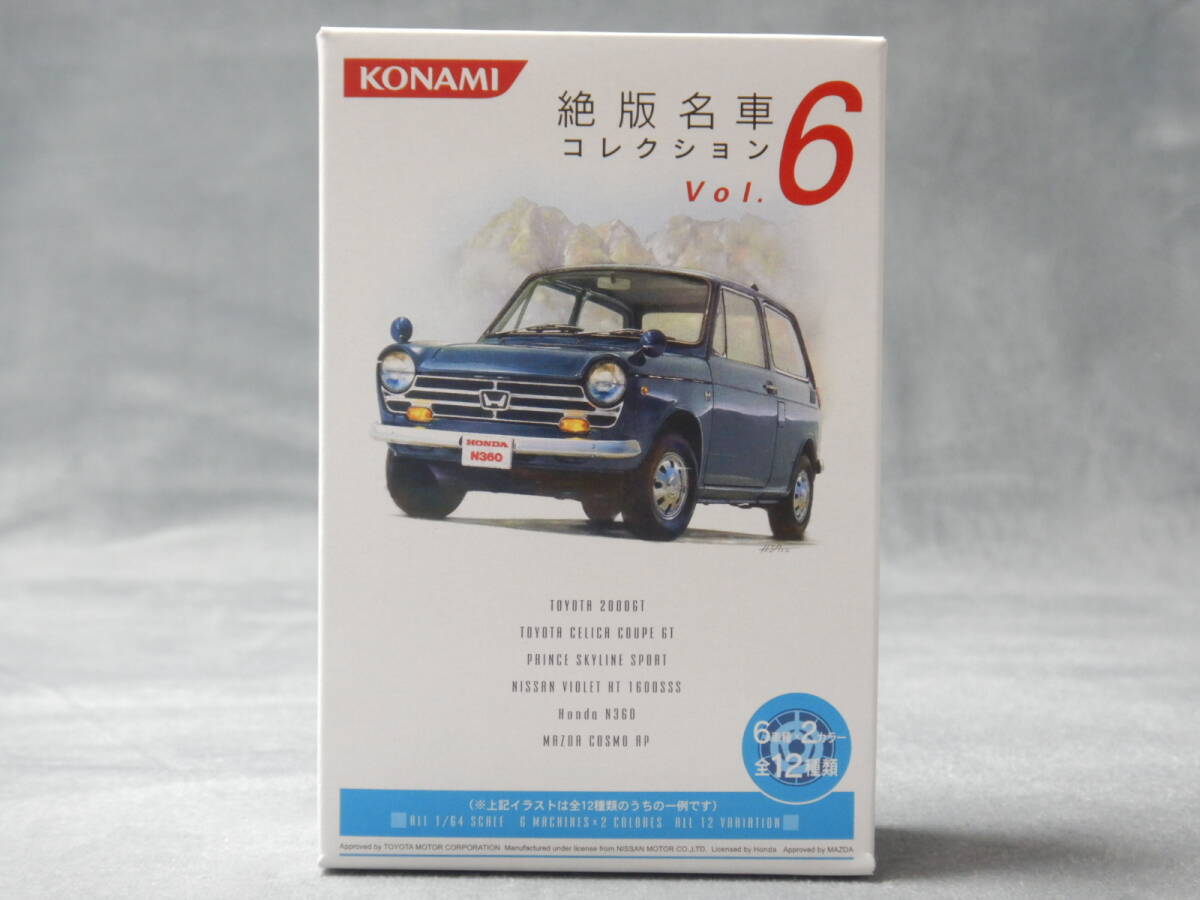 KONAMI
絶版名車
コレクション
Vol. 6
HONDA
N360
TOYOTA 2000GT
TOYOTA CELICA COUPE GT
PRINCE SKYLINE SPORT
NISSAN VIOLET HT 1600SSS
Honda N360
MAZDA COSMO AP
6車種×2カラー
全12種類
(※上記イラストは全12種類のうちの一例です)
ALL 1/64 SCALE 6 MACHINES×2 COLORES ALL 12 VARIATION
Approved by TOYOTA MOTOR CORPORATION Manufactured under license from NISSAN MOTOR CO.,LTD. Licensed by Honda Approved by MAZDA